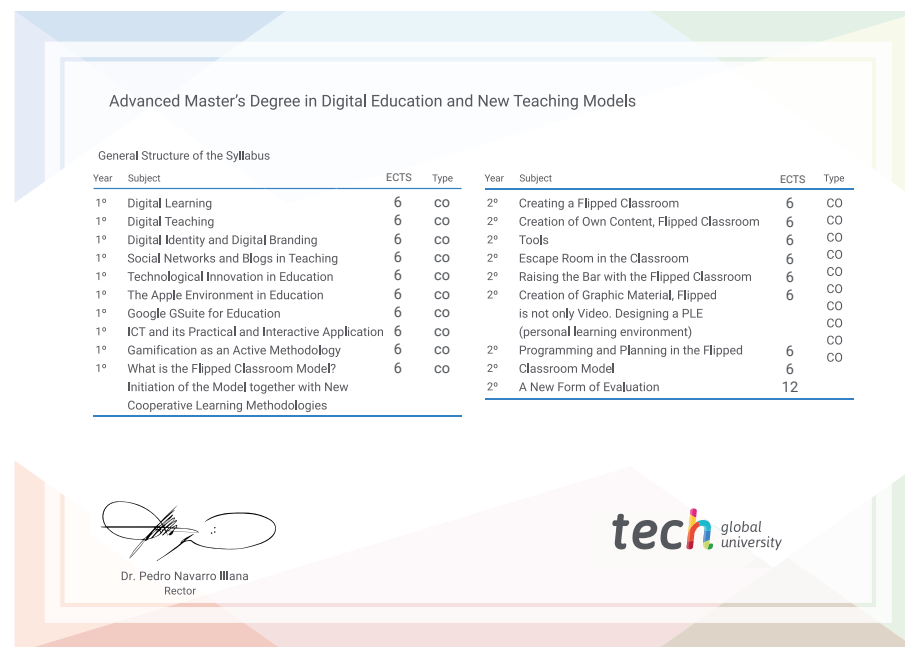 Advanced Master's Degree in Digital Education and New Teaching Models
General Structure of the Syllabus
Year Subject ECTS Type
1º Digital Learning 6 CO
1º Digital Teaching 6 CO
1º Digital Identity and Digital Branding 6 CO
1º Social Networks and Blogs in Teaching 6 CO
1º Technological Innovation in Education 6 CO
1º The Apple Environment in Education 6 CO
1º Google GSuite for Education 6 CO
1º ICT and its Practical and Interactive Application 6 CO
1º Gamification as an Active Methodology 6 CO
1º What is the Flipped Classroom Model? 6 CO
Initiation of the Model together with New
Cooperative Learning Methodologies
Year Subject ECTS Type
2º Creating a Flipped Classroom 6 CO
2º Creation of Own Content, Flipped Classroom 6 CO
2º Tools 6 CO
2º Escape Room in the Classroom 6 CO
2º Raising the Bar with the Flipped Classroom 6 CO
2º Creation of Graphic Material, Flipped 6 CO
is not only Video. Designing a PLE CO
(personal learning environment) CO
2º Programming and Planning in the Flipped 6 CO
2º Classroom Model 6 CO
2º A New Form of Evaluation 12
Dr. Pedro Navarro Illana
Rector
tech global
university